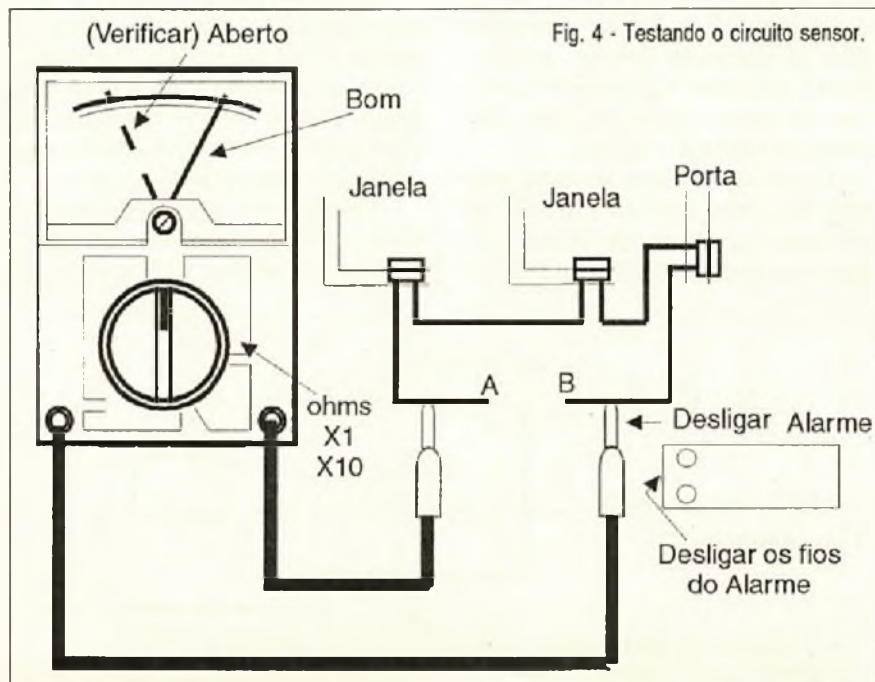 Fig. 4 - Testando o circuito sensor.
(Verificar) Aberto
Bom
Janela
Janela
Porta
A
B
ohms
X1
X10
Desligar
Alarme
Desligar os fios
do Alarme